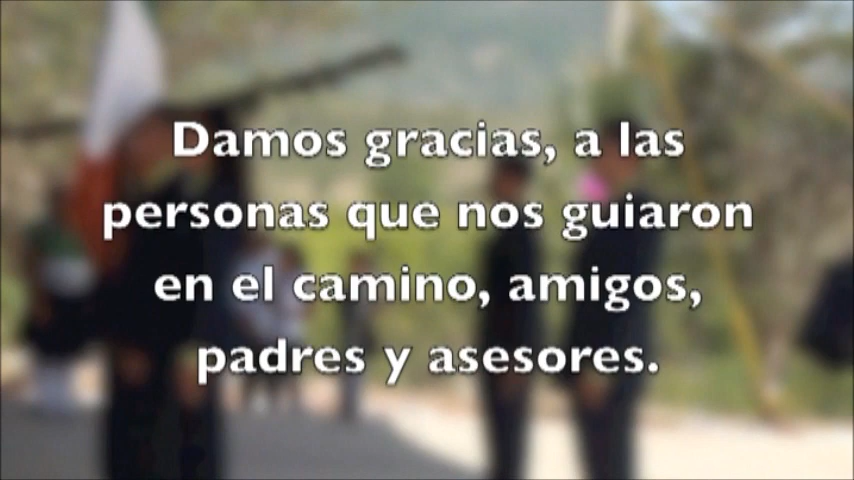 Damos gracias, a las
personas que nos guiaron
en el camino, amigos,
padres y asesores.